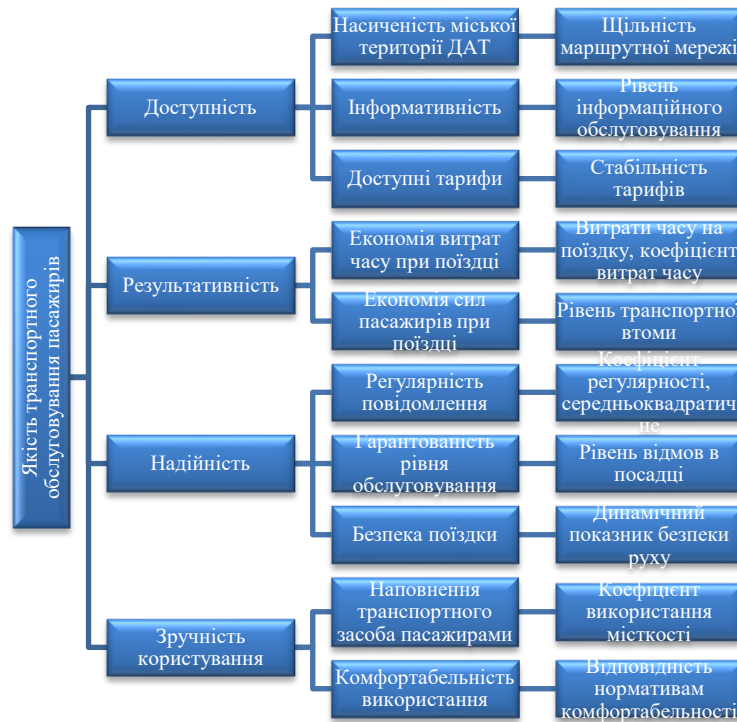 Якість транспортного
обслуговування пасажирів
Доступність
Насиченість міської
території ДАТ
Щільність
маршрутної мережі
Інформативність
Рівень
інформаційного
обслуговування
Доступні тарифи
Стабільність
тарифів
Результативність
Економія витрат
часу при поїздці
Витрати часу на
поїздку, коефіцієнт
витрат часу
Економія сил
пасажирів при
поїздці
Рівень транспортної
втоми
Надійність
Регулярність
повідомлення
Коефіцієнт
регулярності,
середньоквадратич
не
Гарантованість
рівня
обслуговування
Рівень відмов в
посадці
Безпека поїздки
Динамічний
показник безпеки
руху
Зручність
користування
Наповнення
транспортного
засоба пасажирами
Коефіцієнт
використання
місткості
Комфортабельність
використання
Відповідність
нормативам
комфортабельності